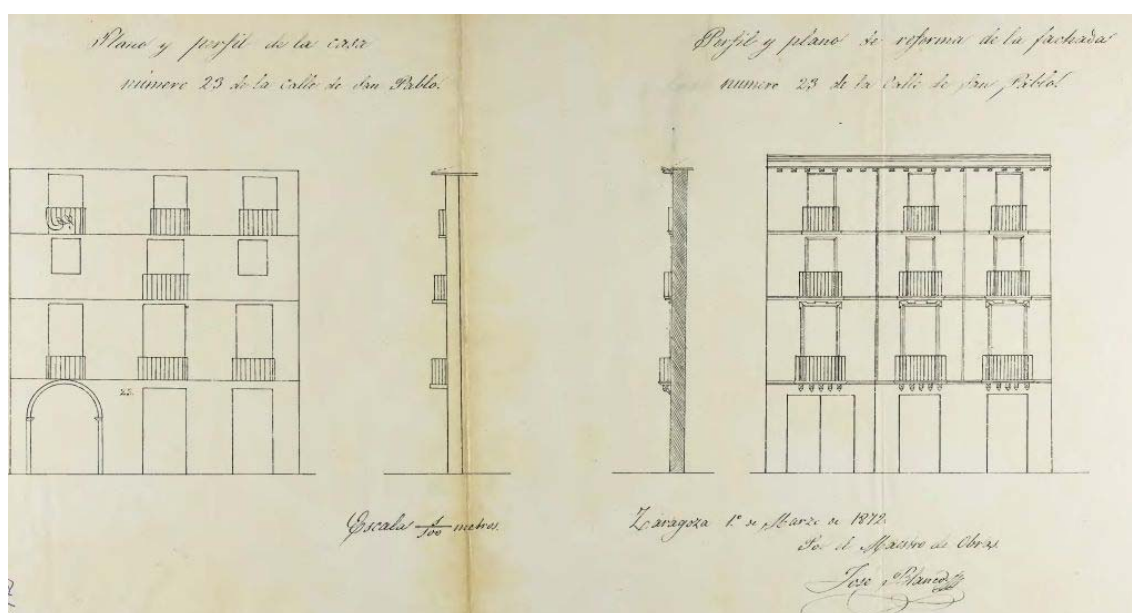 Plano y perfil de la casa
número 23 de la Calle de San Pablo.
Perfil y plano de reforma de la fachada
número 23 de la Calle de San Pablo.
23.
Escala 1/100 metros.
Zaragoza 1º de Marzo de 1872.
Por el Maestro de Obras.
Jose Blanco